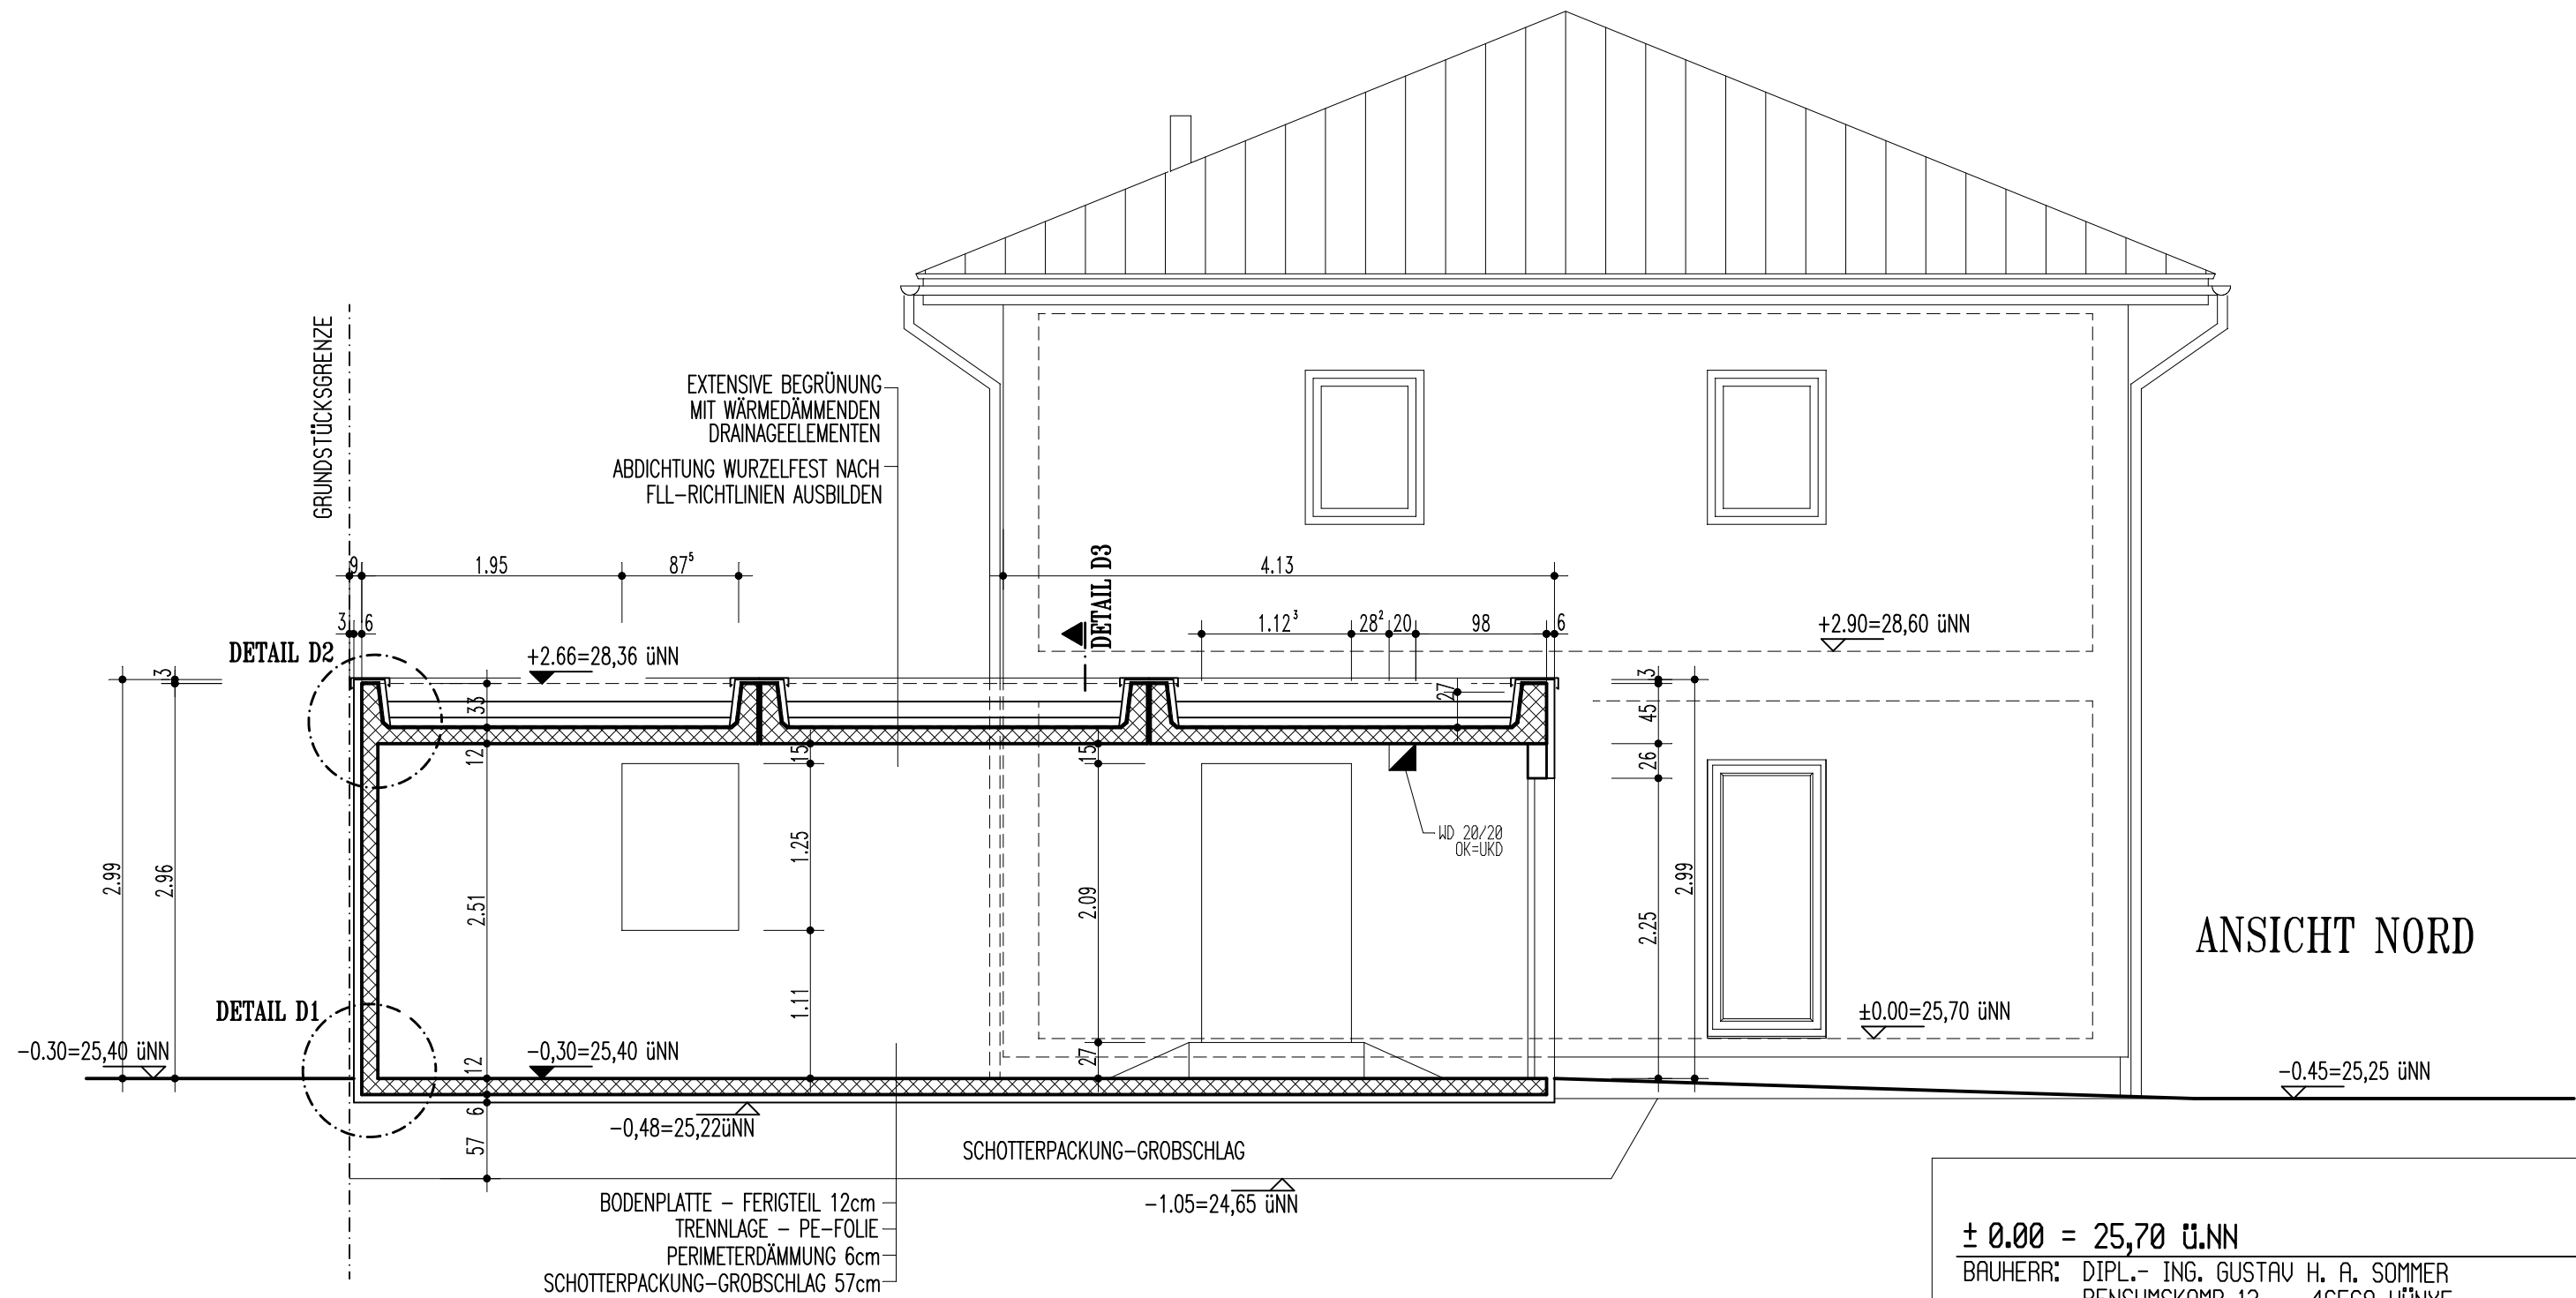 GRUNDSTÜCKSGRENZE
EXTENSIVE BEGRÜNUNG
MIT WÄRMEDÄMMENDEN
DRAINAGEELEMENTEN
ABDICHTUNG WURZELFEST NACH
FLL-RICHTLINIEN AUSBILDEN
9
1.95
87⁵
4.13
DETAIL D3
3
6
1.12³
28²
20
98
6
+2.90=28,60 üNN
DETAIL D2
+2.66=28,36 üNN
3
3
33
27
45
12
15
15
26
WD 20/20
OK=UKD
1.25
2.99
2.96
2.51
2.09
2.99
2.25
ANSICHT NORD
1.11
DETAIL D1
±0.00=25,70 üNN
-0.30=25,40 üNN
-0,30=25,40 üNN
12
27
-0.45=25,25 üNN
6
-0,48=25,22üNN
57
SCHOTTERPACKUNG-GROBSCHLAG
-1.05=24,65 üNN
BODENPLATTE - FERIGTEIL 12cm
TRENNLAGE - PE-FOLIE
PERIMETERDÄMMUNG 6cm
SCHOTTERPACKUNG-GROBSCHLAG 57cm
± 0.00 = 25,70 ü.NN
BAUHERR: DIPL.- ING. GUSTAV H. A. SOMMER